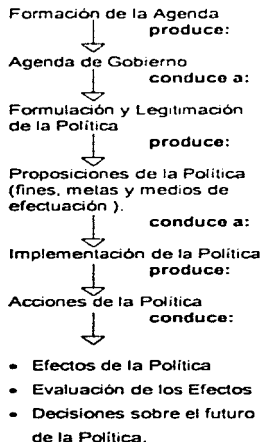 Formación de la Agenda
produce:
Agenda de Gobierno
conduce a:
Formulación y Legitimación
de la Política
produce:
Proposiciones de la Política
(fines, metas y medios de
efectuación ).
conduce a:
Implementación de la Política
produce:
Acciones de la Política
conduce:
• Efectos de la Política
• Evaluación de los Efectos
• Decisiones sobre el futuro
de la Política.